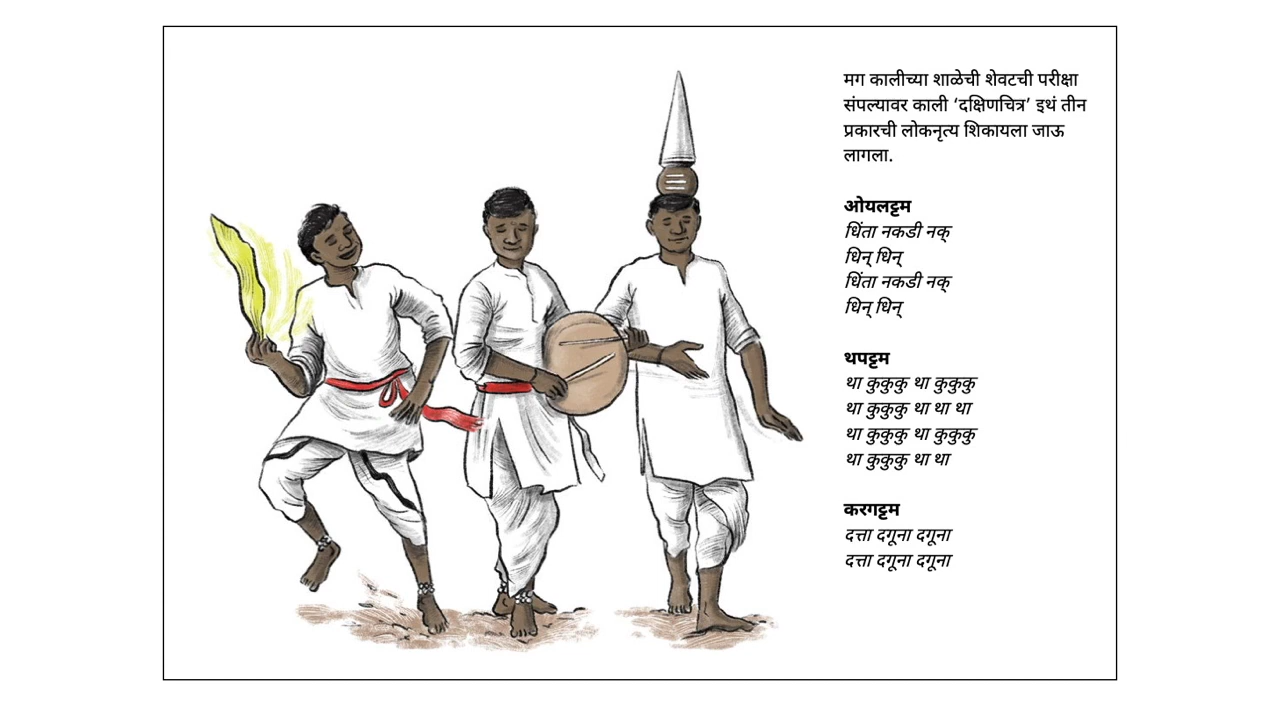 मग कालीच्या शाळेची शेवटची परीक्षा
संपल्यावर काली ‘दक्षिणचित्र’ इथं तीन
प्रकारची लोकनृत्य शिकायला जाऊ
लागला.
ओयलट्टम
धिंता नकडी नक्
धिन् धिन्
धिंता नकडी नक्
धिन् धिन्
थपट्टम
था कुकुकु था कुकुकु
था कुकुकु था था था
था कुकुकु था कुकुकु
था कुकुकु था था
करगट्टम
दत्ता दगूना दगूना
दत्ता दगूना दगूना